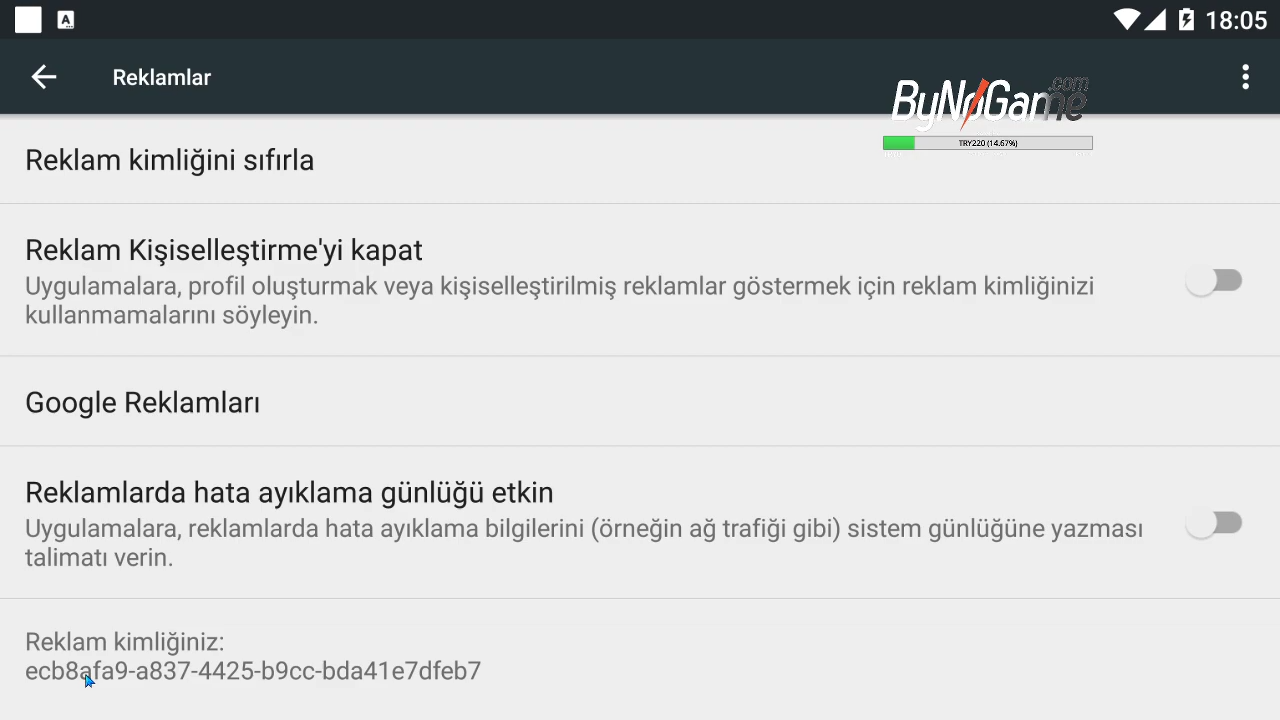 18:05
Reklamlar
ByNoGame.com
TRY220 (14.67%)
Reklam kimliğini sıfırla
Reklam Kişiselleştirme'yi kapat
Uygulamalara, profil oluşturmak veya kişiselleştirilmiş reklamlar göstermek için reklam kimliğinizi
kullanmamalarını söyleyin.
Google Reklamları
Reklamlarda hata ayıklama günlüğü etkin
Uygulamalara, reklamlarda hata ayıklama bilgilerini (örneğin ağ trafiği gibi) sistem günlüğüne yazması
talimatı verin.
Reklam kimliğiniz:
ecb8afa9-a837-4425-b9cc-bda41e7dfeb7